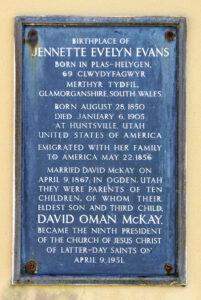 BIRTHPLACE OF
JENNETTE EVELYN EVANS
BORN IN PLAS-HELYGEN,
69 CLWYDYFAGWYR
MERTHYR TYDFIL,
GLAMORGANSHIRE, SOUTH WALES
BORN AUGUST 28, 1850
DIED JANUARY 6, 1905
AT HUNTSVILLE, UTAH
UNITED STATES OF AMERICA
EMIGRATED WITH HER FAMILY
TO AMERICA MAY 22, 1856
MARRIED DAVID McKAY ON
APRIL 9, 1867, IN OGDEN, UTAH
THEY WERE PARENTS OF TEN
CHILDREN, OF WHOM THEIR
ELDEST SON AND THIRD CHILD,
DAVID OMAN McKAY,
BECAME THE NINTH PRESIDENT
OF THE CHURCH OF JESUS CHRIST
OF LATTER-DAY SAINTS ON
APRIL 9, 1951.